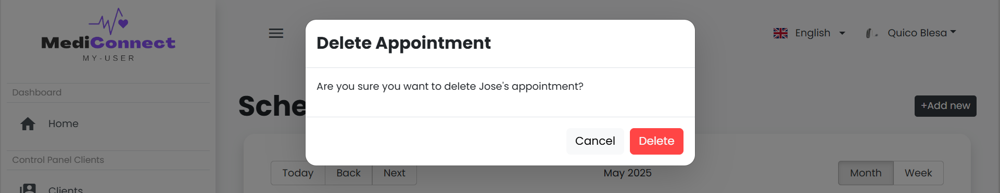 MediConnect
MY-USER
English
Quico Blesa
Delete Appointment
Are you sure you want to delete Jose's appointment?
Cancel
Delete
Dashboard
Home
Control Panel Clients
Clients
Sche
+Add new
Today
Back
Next
May 2025
Month
Week